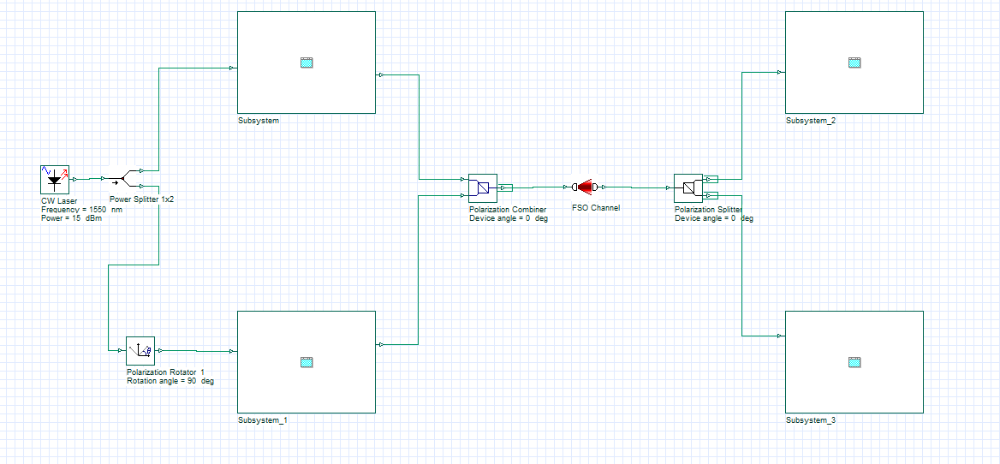 Subsystem
Subsystem_2
CW Laser
Frequency = 1550 nm
Power = 15 dBm
Power Splitter 1x2
Polarization Combiner
Device angle = 0 deg
FSO Channel
Polarization Splitter
Device angle = 0 deg
Polarization Rotator 1
Rotation angle = 90 deg
Subsystem_1
Subsystem_3